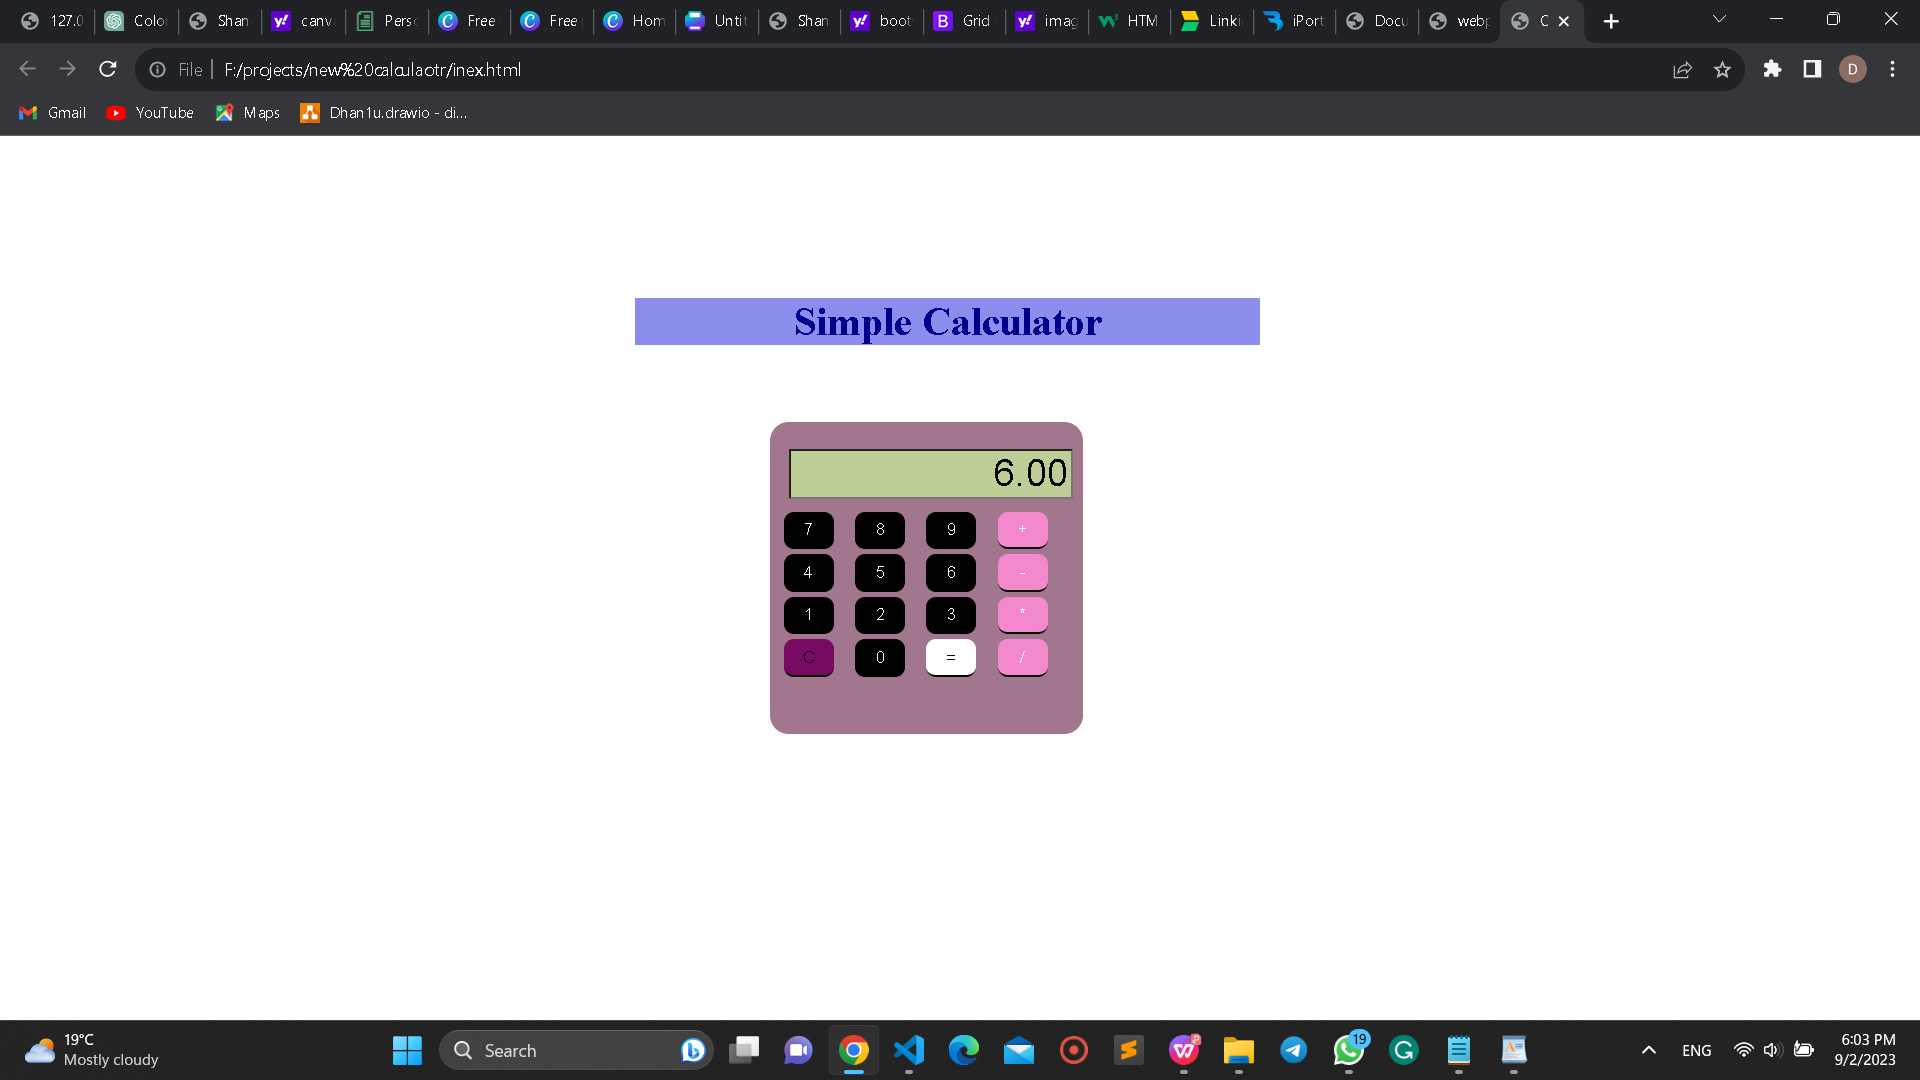 127.0 Color Shan canv Perso Free Free Hom Untit Shan boot Grid imag HTM Linki iPort Docu webp C
File F:/projects/new%20calculaotr/inex.html D
Gmail YouTube Maps Dhan1u.drawio - di...
Simple Calculator
6.00
7 8 9 +
4 5 6 -
1 2 3 *
C 0 = /
19°C
Mostly cloudy
Search
19
ENG
6:03 PM
9/2/2023